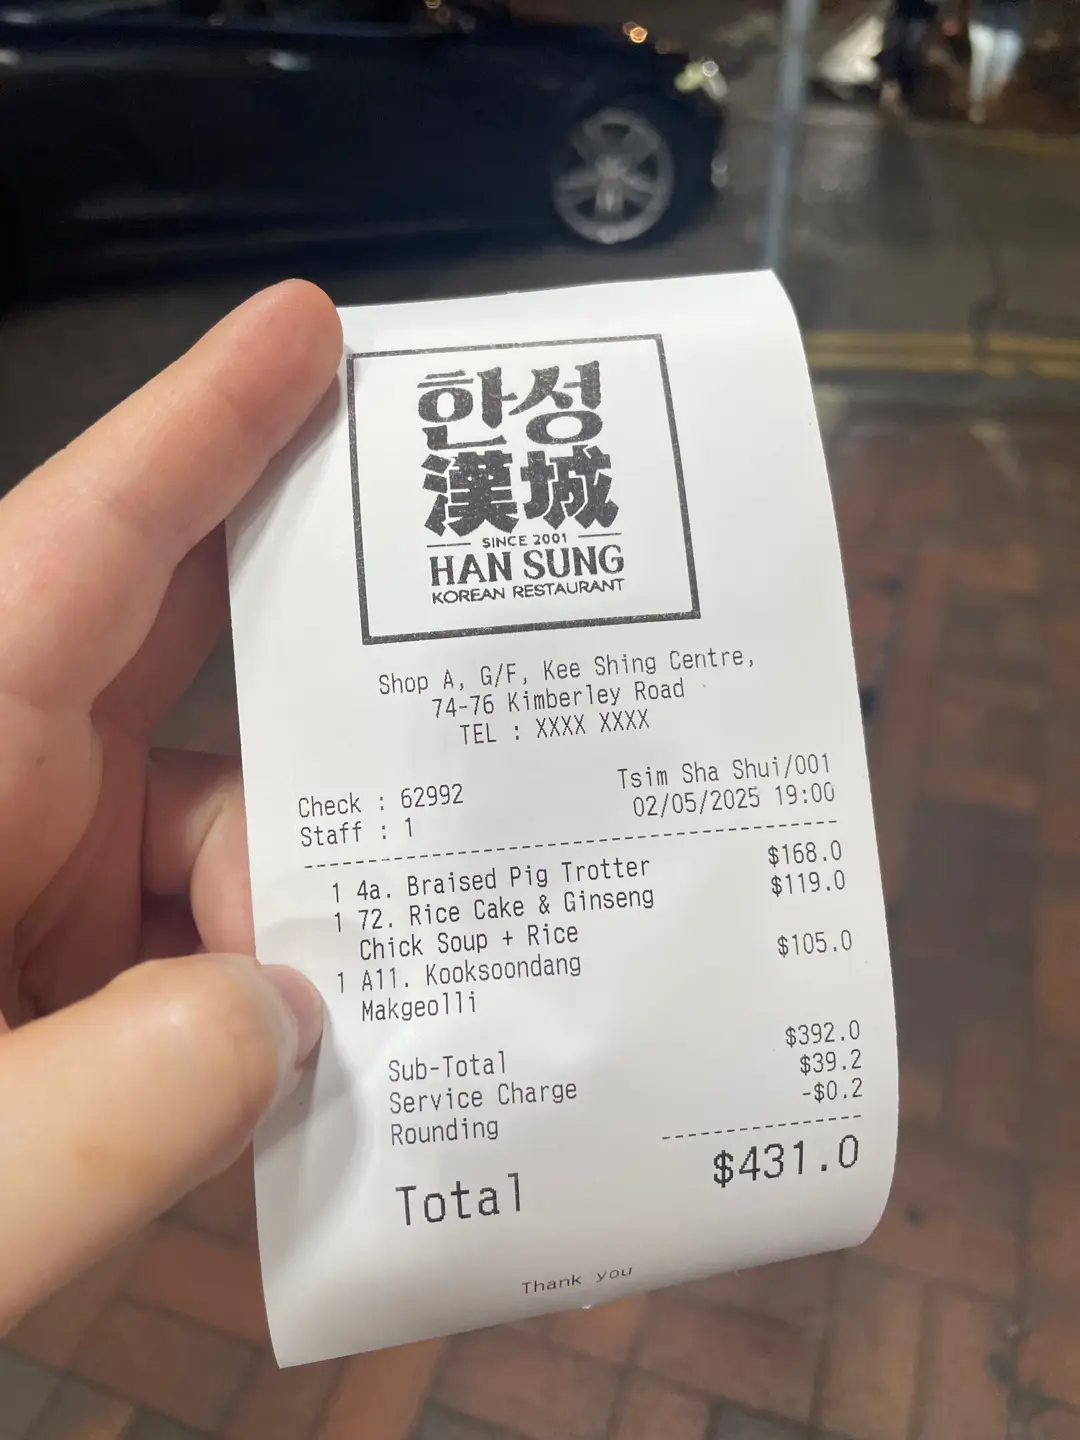 한성
漢城
SINCE 2001
HAN SUNG
KOREAN RESTAURANT
Shop A, G/F, Kee Shing Centre,
74-76 Kimberley Road
TEL : XXXX XXXX
Tsim Sha Shui/001
Check : 62992 02/05/2025 19:00
Staff : 1
1 4a. Braised Pig Trotter $168.0
1 72. Rice Cake & Ginseng $119.0
Chick Soup + Rice
1 A11. Kooksoondang $105.0
Makgeolli
Sub-Total $392.0
Service Charge $39.2
Rounding -$0.2
Total $431.0
Thank you